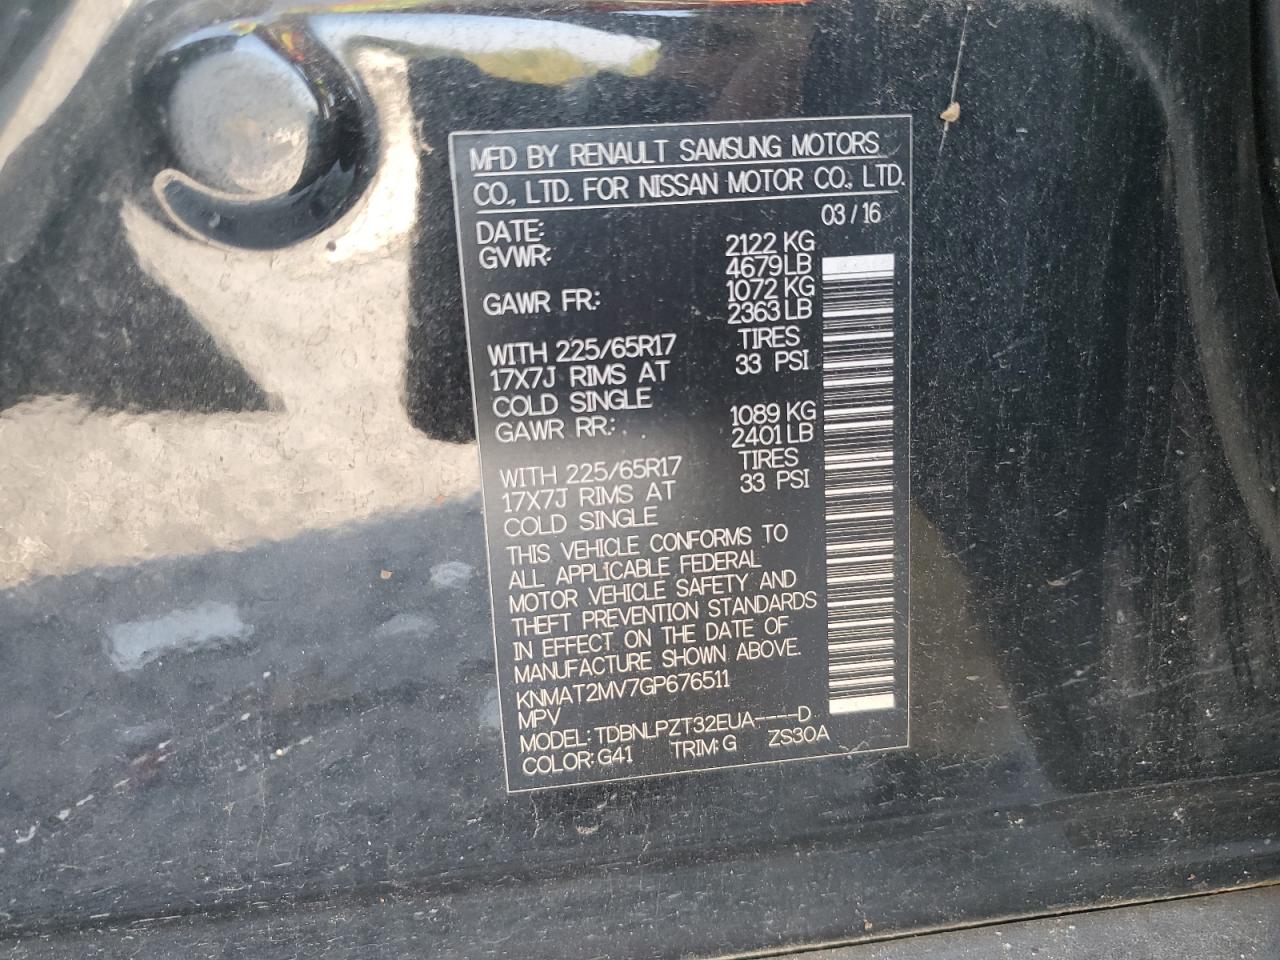 MFD BY RENAULT SAMSUNG MOTORS
CO., LTD. FOR NISSAN MOTOR CO., LTD.
DATE: 03/16
GVWR: 2122 KG
4679 LB
GAWR FR: 1072 KG
2363 LB
WITH 225/65R17 TIRES
17X7J RIMS AT 33 PSI
COLD SINGLE
GAWR RR: 1089 KG
2401 LB
WITH 225/65R17 TIRES
17X7J RIMS AT 33 PSI
COLD SINGLE
THIS VEHICLE CONFORMS TO
ALL APPLICABLE FEDERAL
MOTOR VEHICLE SAFETY AND
THEFT PREVENTION STANDARDS
IN EFFECT ON THE DATE OF
MANUFACTURE SHOWN ABOVE.
KNMAT2MV7GP676511
MPV
MODEL: TDBNLPZT32EUA----D
COLOR: G41 TRIM: G ZS30A